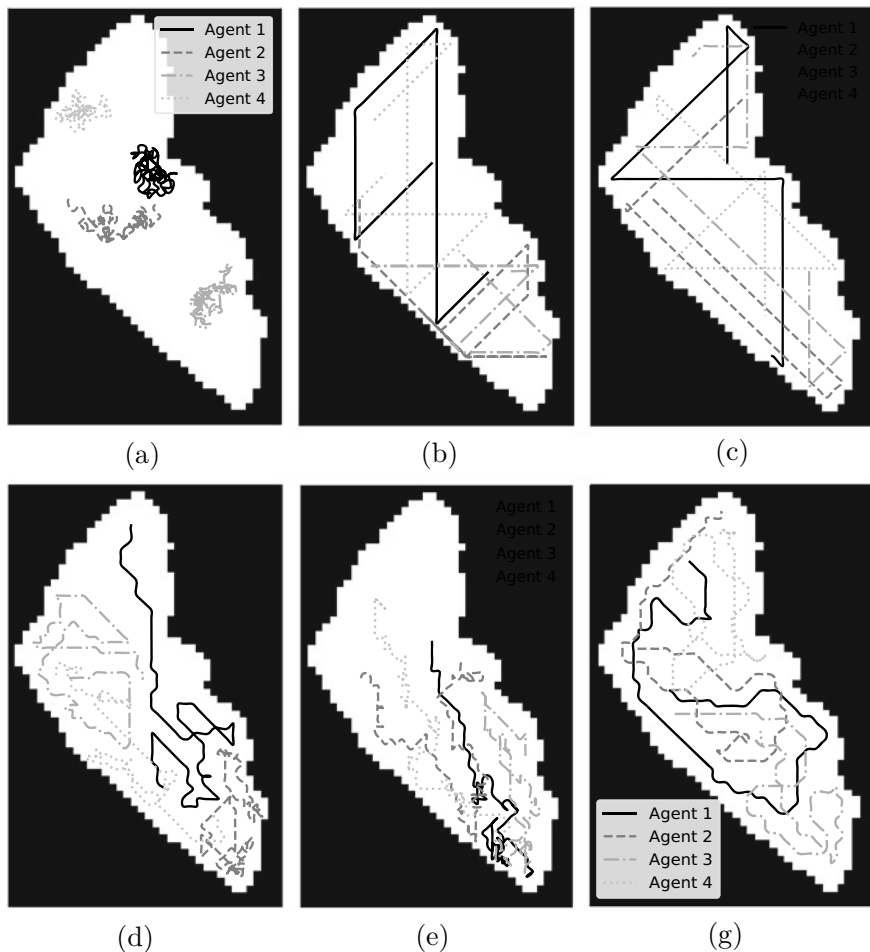 Agent 1
Agent 2
Agent 3
Agent 4
Agent 1
Agent 2
Agent 3
Agent 4
(a)
(b)
(c)
Agent 1
Agent 2
Agent 3
Agent 4
Agent 1
Agent 2
Agent 3
Agent 4
(d)
(e)
(g)